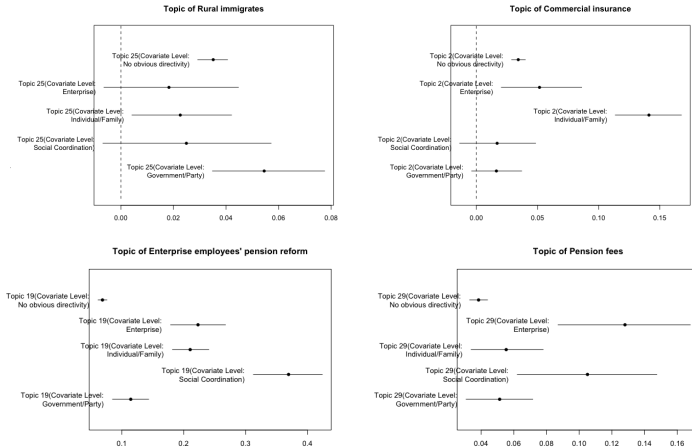 Topic of Rural immigrates
Topic 25(Covariate Level:
No obvious directivity)
Topic 25(Covariate Level:
Enterprise)
Topic 25(Covariate Level:
Individual/Family)
Topic 25(Covariate Level:
Social Coordination)
Topic 25(Covariate Level:
Government/Party)
0.00 0.02 0.04 0.06 0.08
Topic of Commercial insurance
Topic 2(Covariate Level:
No obvious directivity)
Topic 2(Covariate Level:
Enterprise)
Topic 2(Covariate Level:
Individual/Family)
Topic 2(Covariate Level:
Social Coordination)
Topic 2(Covariate Level:
Government/Party)
0.00 0.05 0.10 0.15
Topic of Enterprise employees' pension reform
Topic 19(Covariate Level:
No obvious directivity)
Topic 19(Covariate Level:
Enterprise)
Topic 19(Covariate Level:
Individual/Family)
Topic 19(Covariate Level:
Social Coordination)
Topic 19(Covariate Level:
Government/Party)
0.1 0.2 0.3 0.4
Topic of Pension fees
Topic 29(Covariate Level:
No obvious directivity)
Topic 29(Covariate Level:
Enterprise)
Topic 29(Covariate Level:
Individual/Family)
Topic 29(Covariate Level:
Social Coordination)
Topic 29(Covariate Level:
Government/Party)
0.04 0.06 0.08 0.10 0.12 0.14 0.16